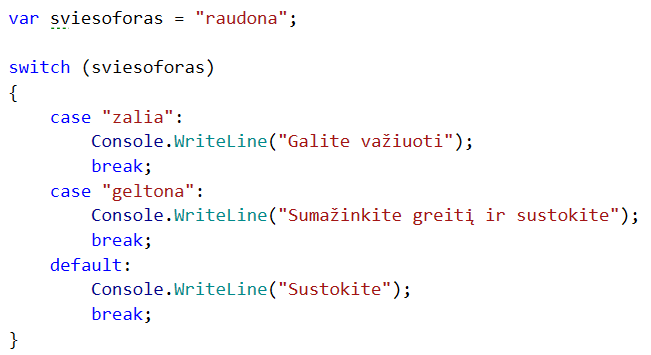 var sviesoforas = "raudona";
switch (sviesoforas)
{
    case "zalia":
        Console.WriteLine("Galite važiuoti");
        break;
    case "geltona":
        Console.WriteLine("Sumažinkite greitį ir sustokite");
        break;
    default:
        Console.WriteLine("Sustokite");
        break;
}